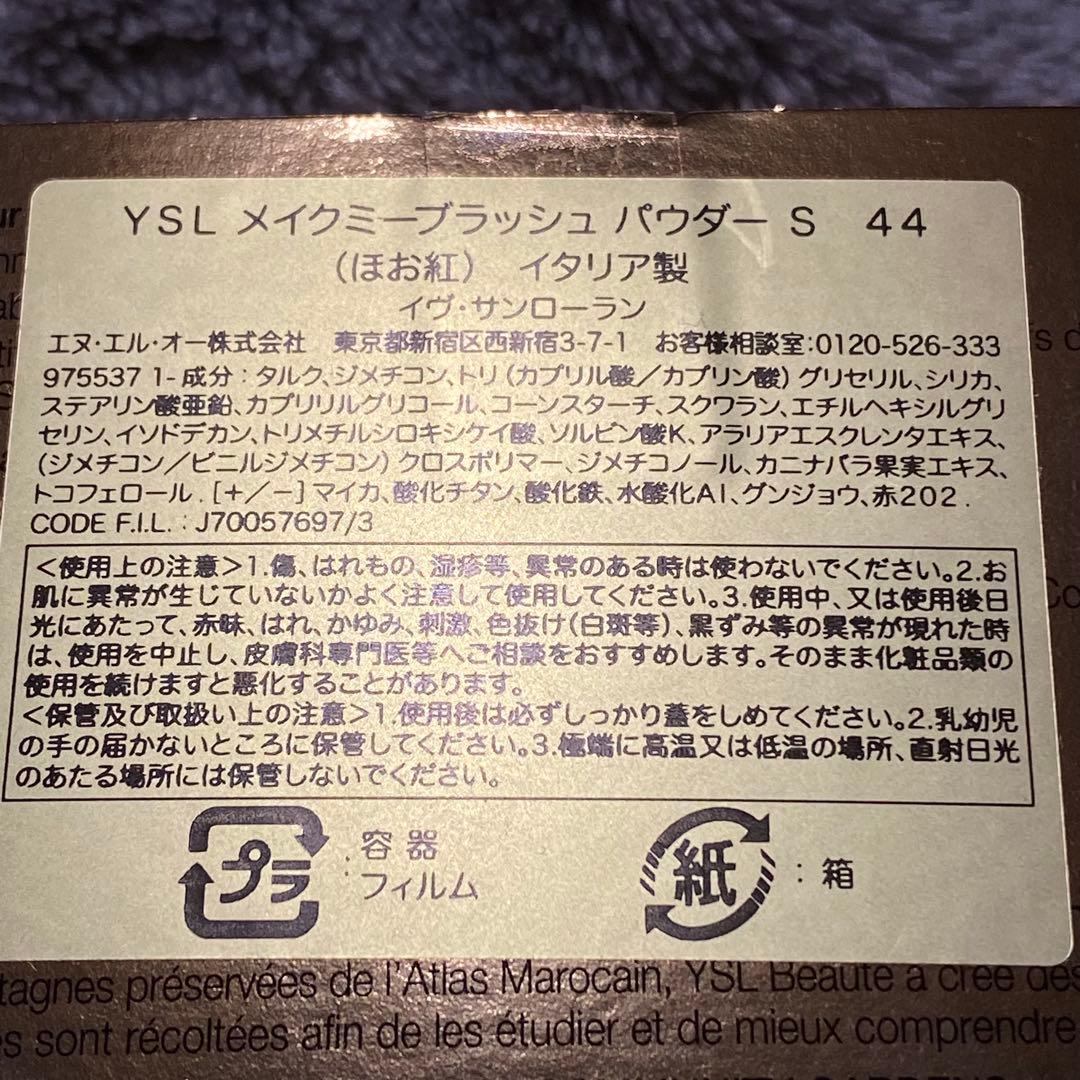 YSL メイクミーブラッシュ パウダー S 44
(ほお紅) イタリア製
イヴ・サンローラン
エヌ・エル・オー株式会社 東京都新宿区西新宿3-7-1 お客様相談室:0120-526-333
975537 1-成分:タルク、ジメチコン、トリ(カプリル酸/カプリン酸)グリセリル、シリカ、
ステアリン酸亜鉛、カプリリルグリコール、コーンスターチ、スクワラン、エチルヘキシルグリ
セリン、イソドデカン、トリメチルシロキシケイ酸、ソルビン酸K、アラリアエスクレンタエキス、
(ジメチコン/ビニルジメチコン)クロスポリマー、ジメチコノール、カニナバラ果実エキス、
トコフェロール.[+/-]マイカ、酸化チタン、酸化鉄、水酸化Al、グンジョウ、赤202.
CODE F.I.L.:J70057697/3
<使用上の注意>1.傷、はれもの、湿疹等、異常のある時は使わないでください。2.お
肌に異常が生じていないかよく注意して使用してください。3.使用中、又は使用後日
光にあたって、赤味、はれ、かゆみ、刺激、色抜け(白斑等)、黒ずみ等の異常が現れた時
は、使用を中止し、皮膚科専門医等へご相談をおすすめします。そのまま化粧品類の
使用を続けますと悪化することがあります。
<保管及び取扱い上の注意>1.使用後は必ずしっかり蓋をしめてください。2.乳幼児
の手の届かないところに保管してください。3.極端に高温又は低温の場所、直射日光
のあたる場所には保管しないでください。
プラ:容器
フィルム
紙:箱
tagnes préservées de l'Atlas Marocain, YSL Beauté a créé des
es sont récoltées afin de les étudier et de mieux comprendre